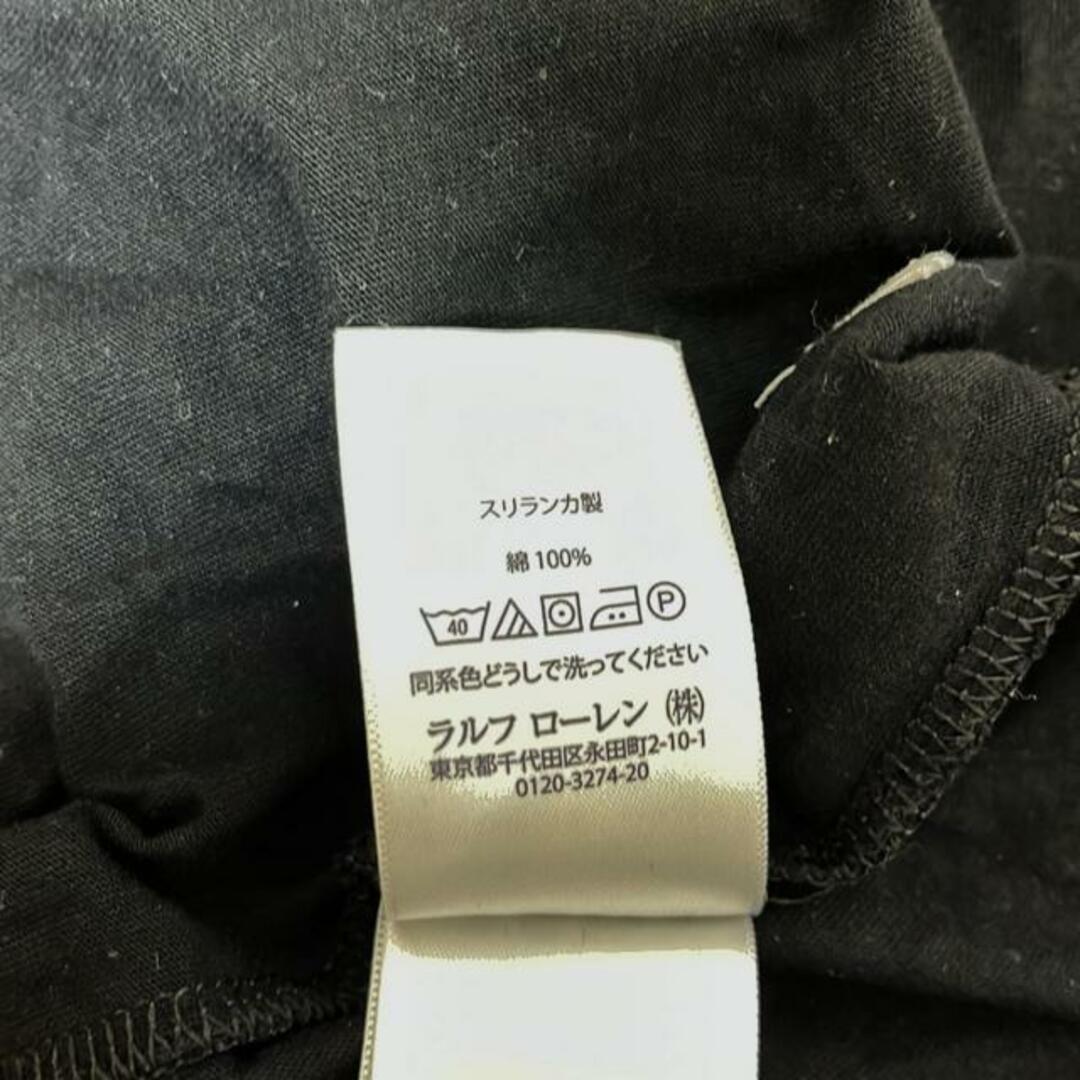 スリランカ製
綿 100%
40 P
同系色どうしで洗ってください
ラルフ ローレン (株)
東京都千代田区永田町2-10-1
0120-3274-20